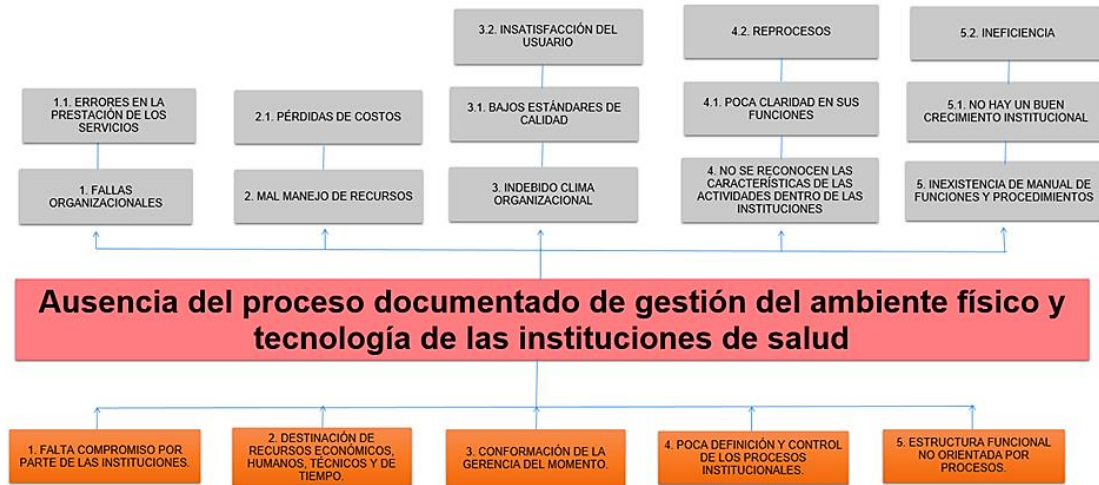 3.2. INSATISFACCIÓN DEL
USUARIO
4.2. REPROCESOS
5.2. INEFICIENCIA
1.1. ERRORES EN LA
PRESTACIÓN DE LOS
SERVICIOS
2.1. PÉRDIDAS DE COSTOS
3.1. BAJOS ESTÁNDARES DE
CALIDAD
4.1. POCA CLARIDAD EN SUS
FUNCIONES
5.1. NO HAY UN BUEN
CRECIMIENTO INSTITUCIONAL
1. FALLAS
ORGANIZACIONALES
2. MAL MANEJO DE RECURSOS
3. INDEBIDO CLIMA
ORGANIZACIONAL
4. NO SE RECONOCEN LAS
CARACTERÍSTICAS DE LAS
ACTIVIDADES DENTRO DE LAS
INSTITUCIONES
5. INEXISTENCIA DE MANUAL DE
FUNCIONES Y PROCEDIMIENTOS
Ausencia del proceso documentado de gestión del ambiente físico y
tecnología de las instituciones de salud
1. FALTA COMPROMISO POR
PARTE DE LAS INSTITUCIONES.
2. DESTINACIÓN DE
RECURSOS ECONÓMICOS,
HUMANOS, TÉCNICOS Y DE
TIEMPO.
3. CONFORMACIÓN DE LA
GERENCIA DEL MOMENTO.
4. POCA DEFINICIÓN Y CONTROL
DE LOS PROCESOS
INSTITUCIONALES.
5. ESTRUCTURA FUNCIONAL
NO ORIENTADA POR
PROCESOS.